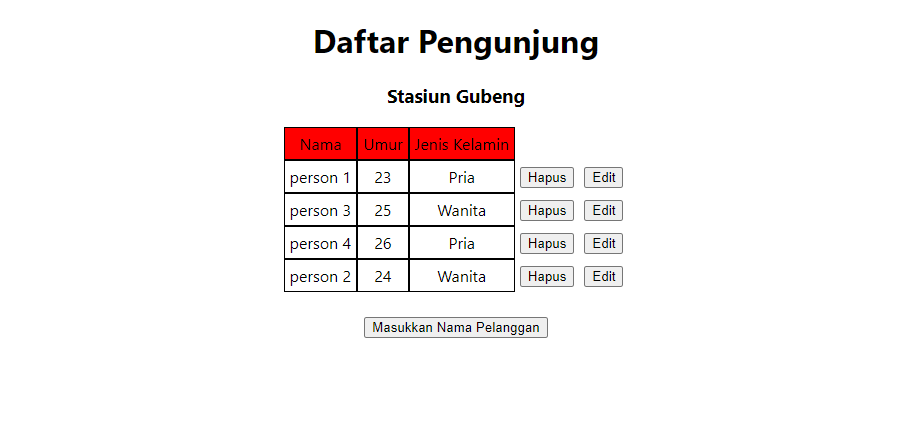 Daftar Pengunjung
Stasiun Gubeng
Nama Umur Jenis Kelamin
person 1 23 Pria Hapus Edit
person 3 25 Wanita Hapus Edit
person 4 26 Pria Hapus Edit
person 2 24 Wanita Hapus Edit
Masukkan Nama Pelanggan